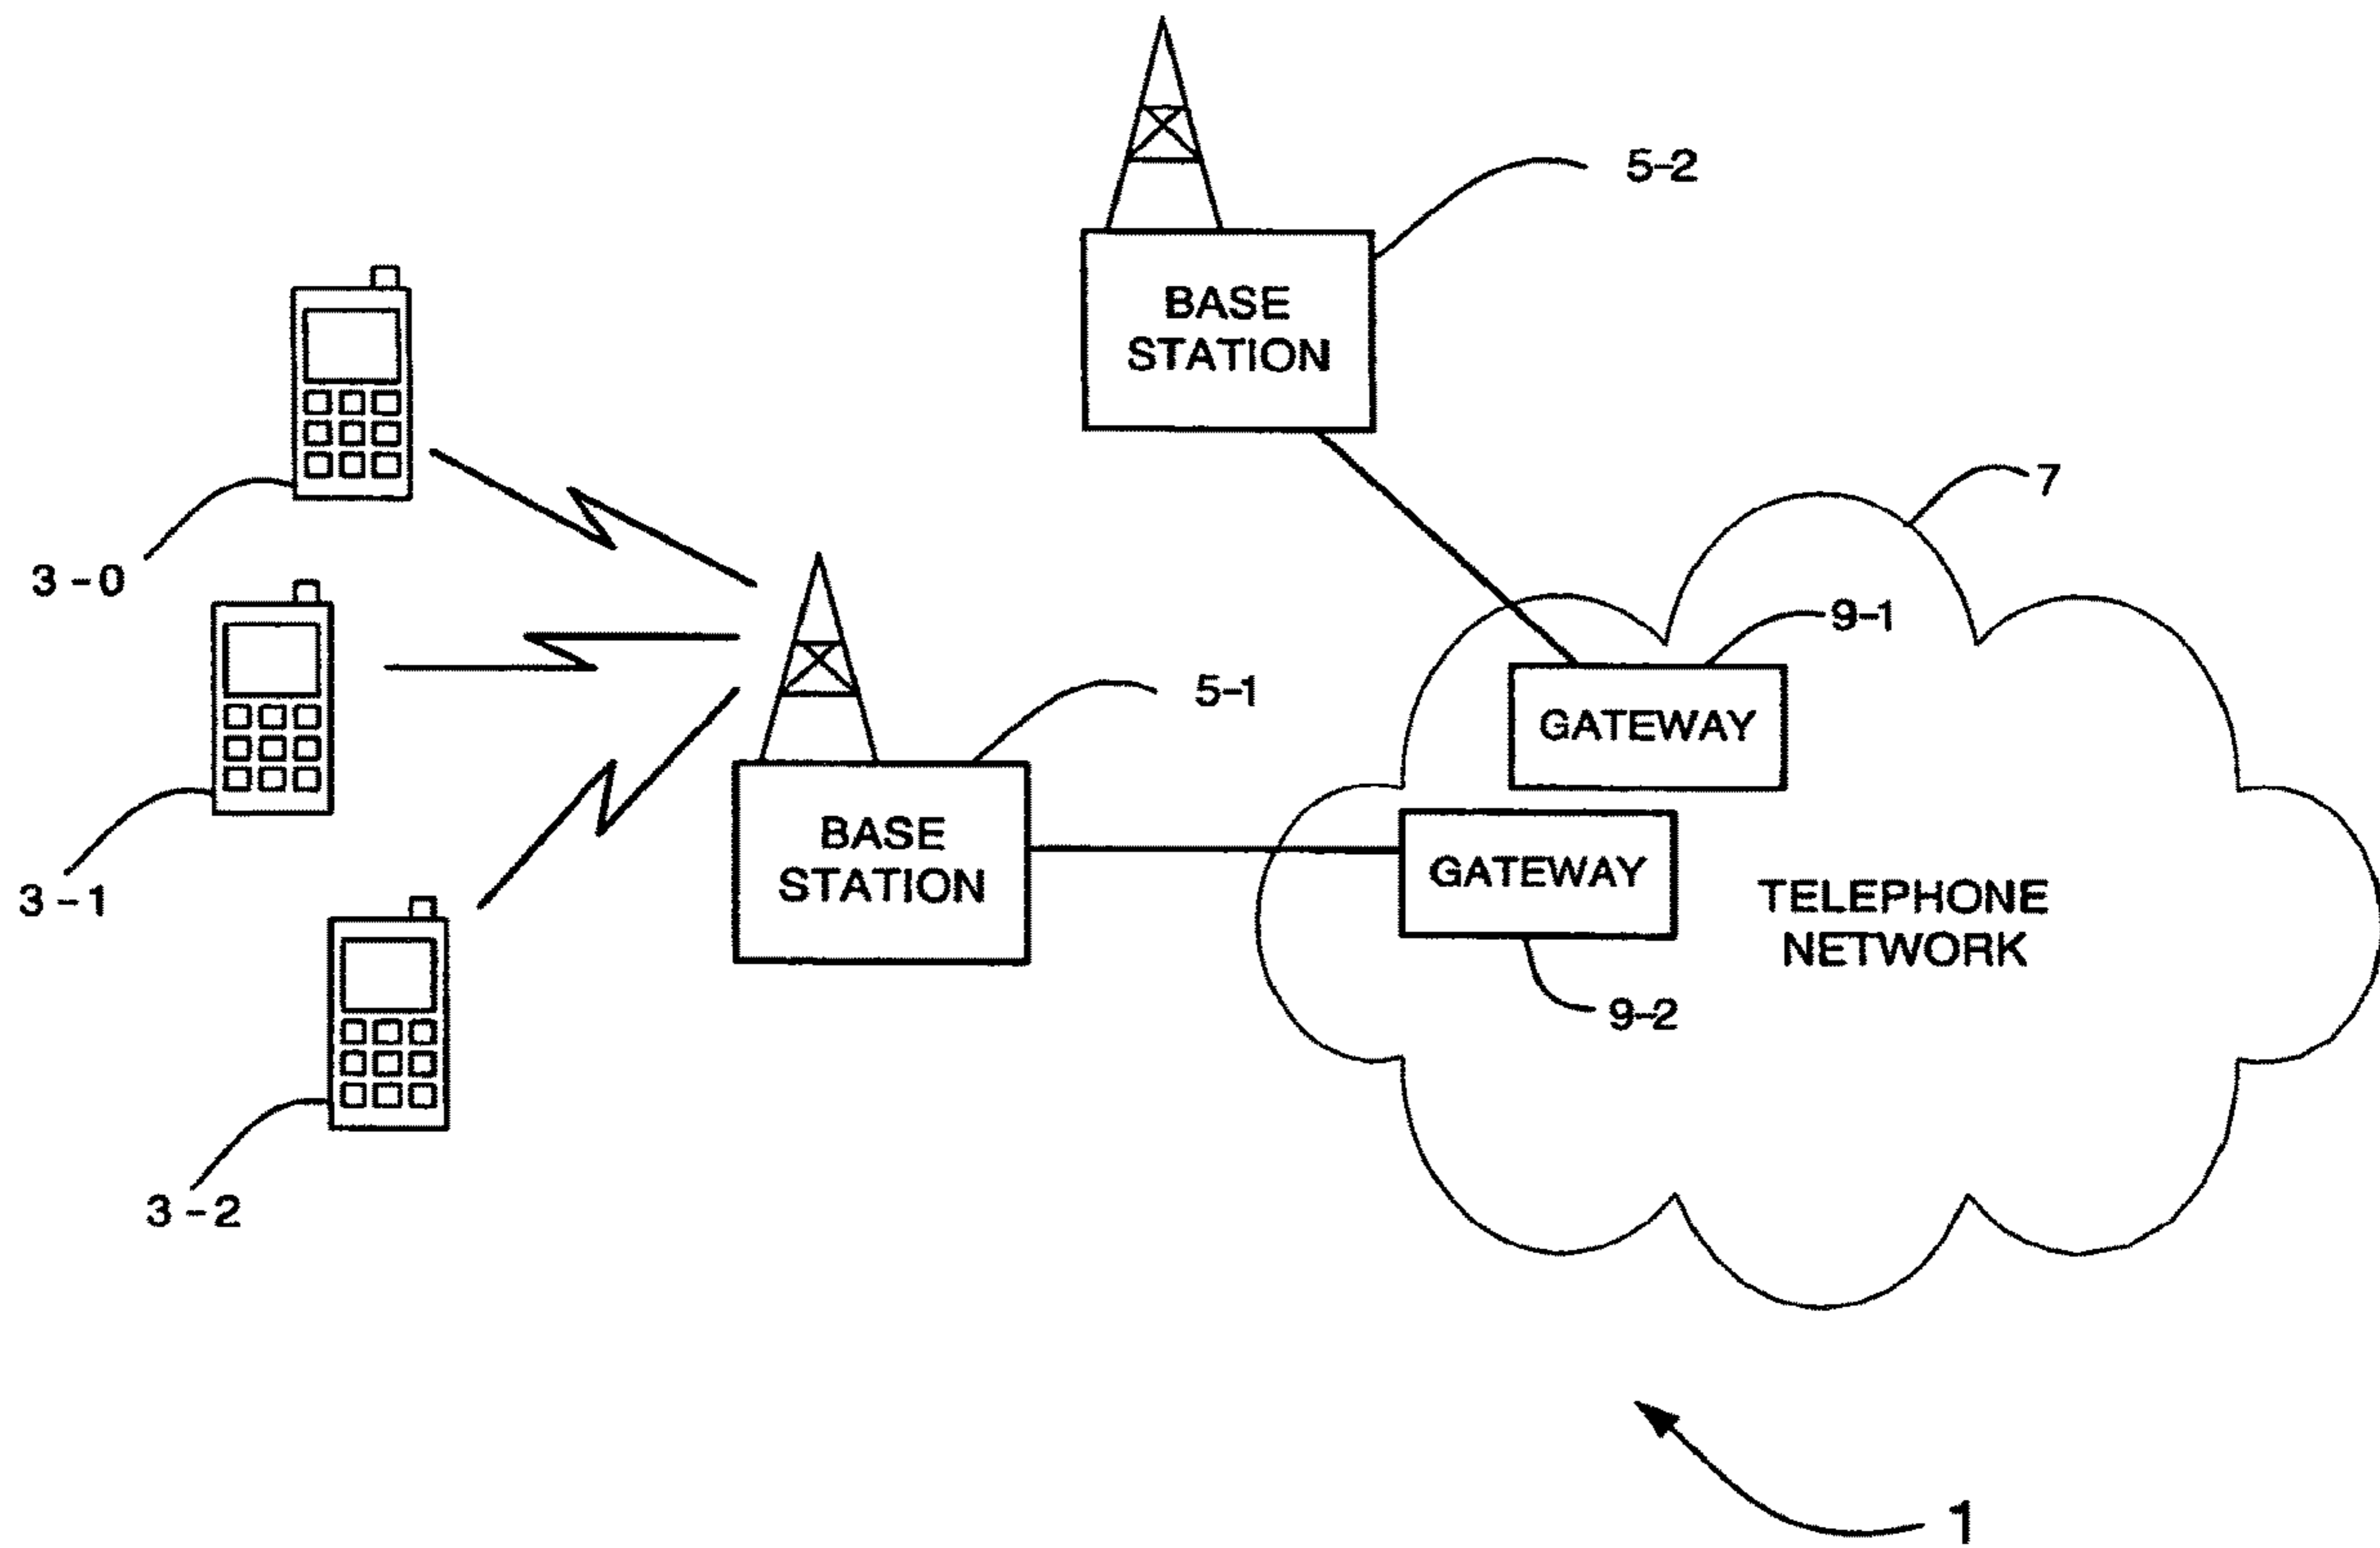 5-2
BASE
STATION
7
3-0
9-1
5-1
GATEWAY
BASE
STATION
GATEWAY
TELEPHONE
NETWORK
3-1
9-2
3-2
1